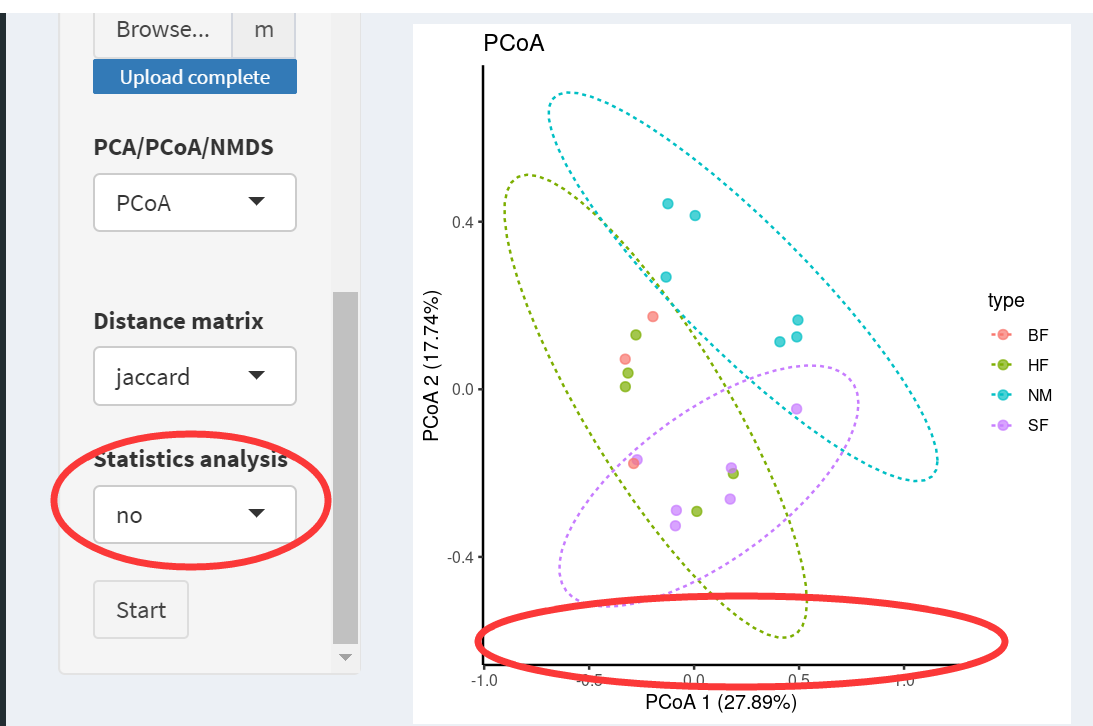 Browse...
m
Upload complete
PCA/PCoA/NMDS
PCoA
Distance matrix
jaccard
Statistics analysis
no
Start
PCoA
0.4
0.0
-0.4
PCoA 2 (17.74%)
-1.0
-0.5
0.0
0.5
1.0
PCoA 1 (27.89%)
type
BF
HF
NM
SF